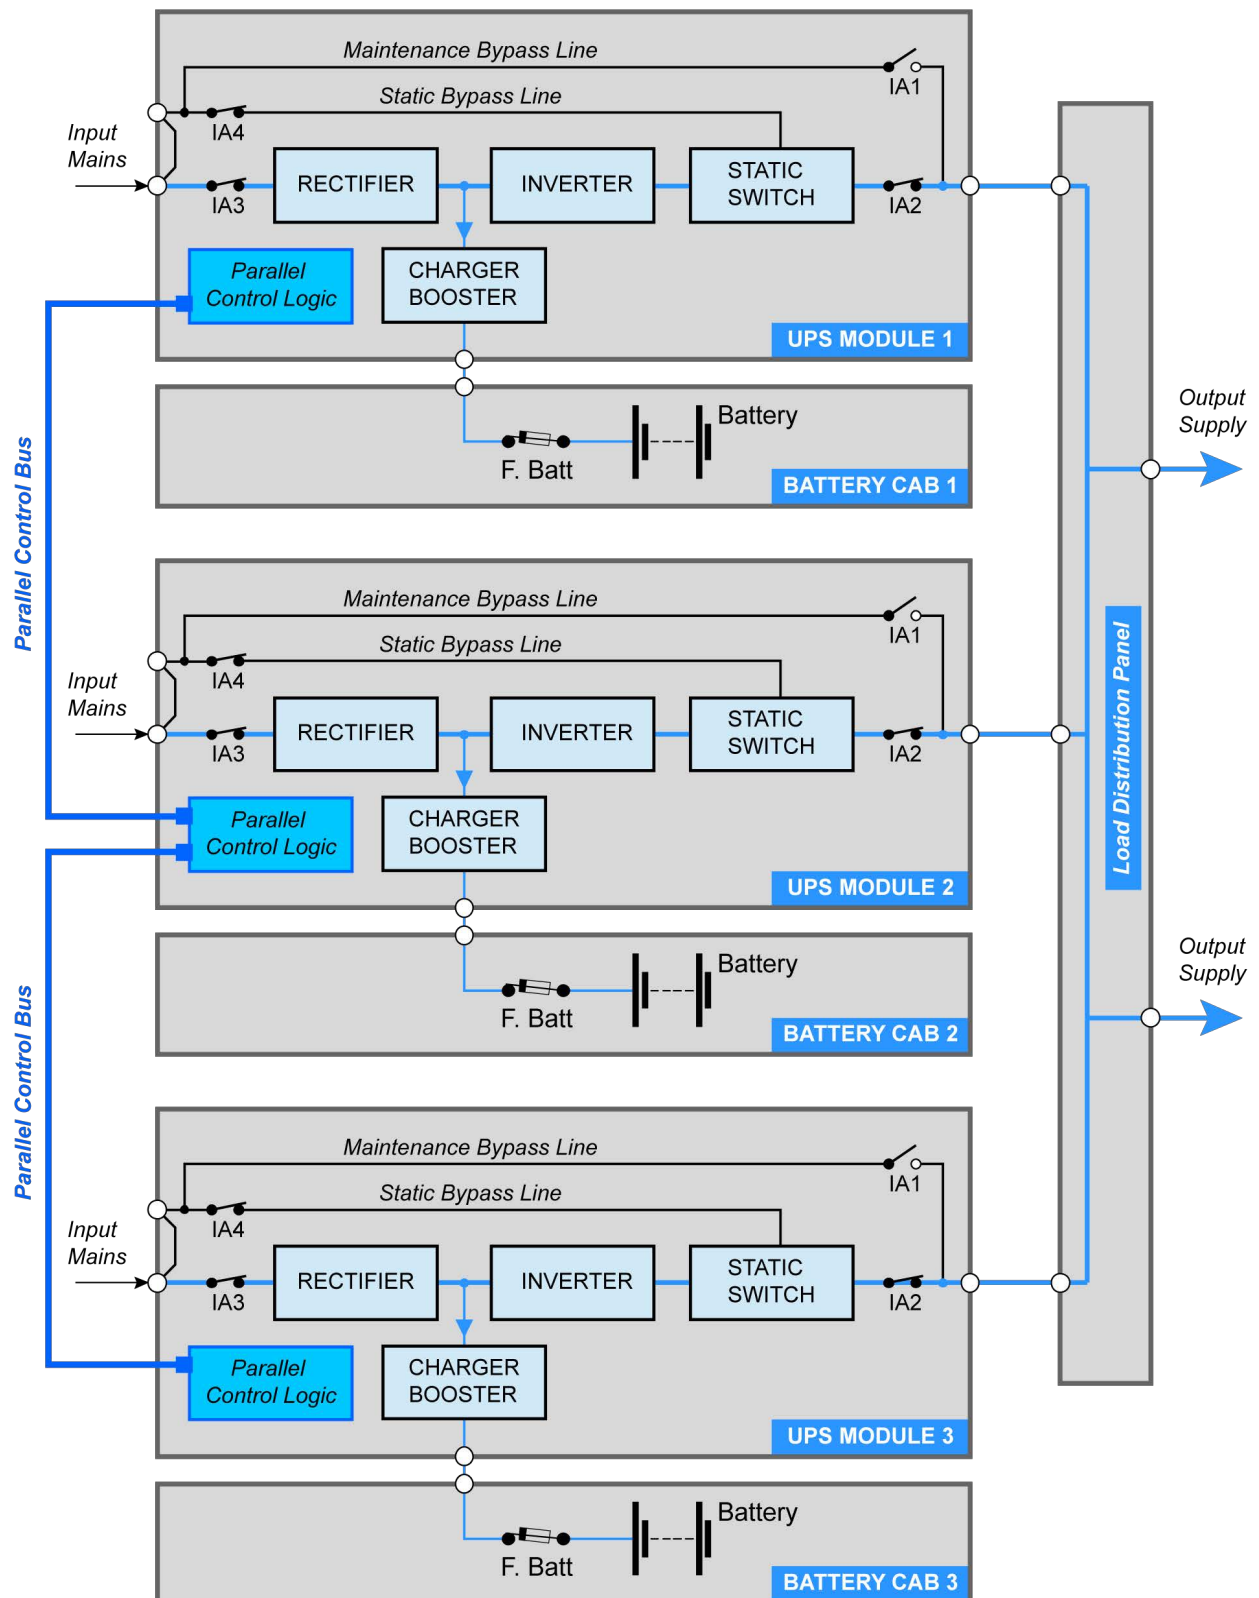 Maintenance Bypass Line
IA1
Static Bypass Line
IA4
Input
Mains
IA3
RECTIFIER
INVERTER
STATIC
SWITCH
IA2
Parallel
Control Logic
CHARGER
BOOSTER
UPS MODULE 1
Battery
F. Batt
BATTERY CAB 1
Parallel Control Bus
Output
Supply
Maintenance Bypass Line
IA1
Static Bypass Line
IA4
Input
Mains
IA3
RECTIFIER
INVERTER
STATIC
SWITCH
IA2
Parallel
Control Logic
CHARGER
BOOSTER
UPS MODULE 2
Load Distribution Panel
Battery
F. Batt
BATTERY CAB 2
Output
Supply
Parallel Control Bus
Maintenance Bypass Line
IA1
Static Bypass Line
IA4
Input
Mains
IA3
RECTIFIER
INVERTER
STATIC
SWITCH
IA2
Parallel
Control Logic
CHARGER
BOOSTER
UPS MODULE 3
Battery
F. Batt
BATTERY CAB 3